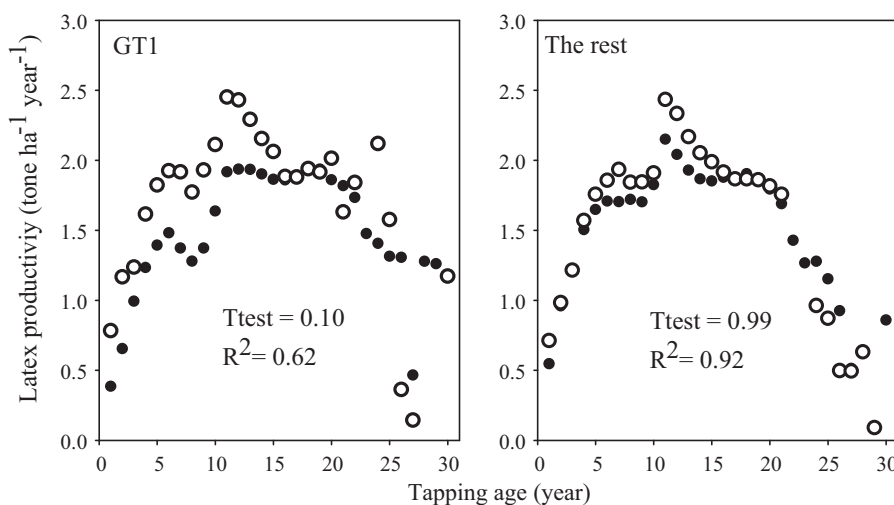 Latex productiviy (tone ha⁻¹ year⁻¹)
3.0
2.5
2.0
1.5
1.0
0.5
0.0
GT1
Ttest = 0.10
R²= 0.62
0 5 10 15 20 25 30
3.0
2.5
2.0
1.5
1.0
0.5
0.0
The rest
Ttest = 0.99
R²= 0.92
0 5 10 15 20 25 30
Tapping age (year)